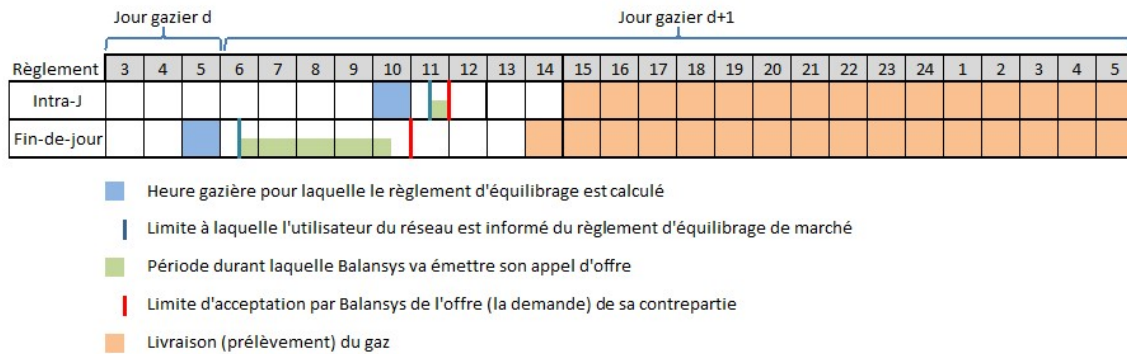 Jour gazier d Jour gazier d+1
Règlement 3 4 5 6 7 8 9 10 11 12 13 14 15 16 17 18 19 20 21 22 23 24 1 2 3 4 5
Intra-J
Fin-de-jour
Heure gazière pour laquelle le règlement d'équilibrage est calculé
Limite à laquelle l'utilisateur du réseau est informé du règlement d'équilibrage de marché
Période durant laquelle Balansys va émettre son appel d'offre
Limite d'acceptation par Balansys de l'offre (la demande) de sa contrepartie
Livraison (prélèvement) du gaz